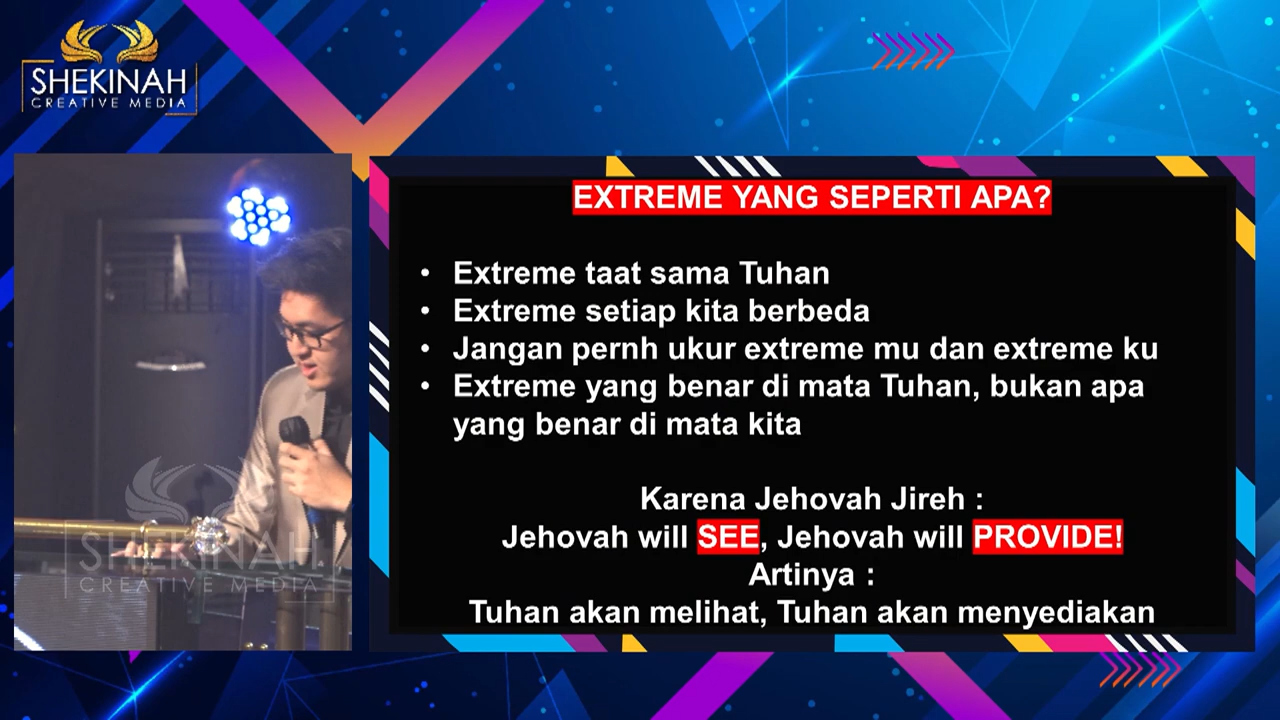 SHEKINAH
CREATIVE MEDIA
EXTREME YANG SEPERTI APA?
• Extreme taat sama Tuhan
• Extreme setiap kita berbeda
• Jangan pernh ukur extreme mu dan extreme ku
• Extreme yang benar di mata Tuhan, bukan apa
yang benar di mata kita
Karena Jehovah Jireh :
Jehovah will SEE, Jehovah will PROVIDE!
Artinya :
Tuhan akan melihat, Tuhan akan menyediakan
SHEKINAH
CREATIVE MEDIA